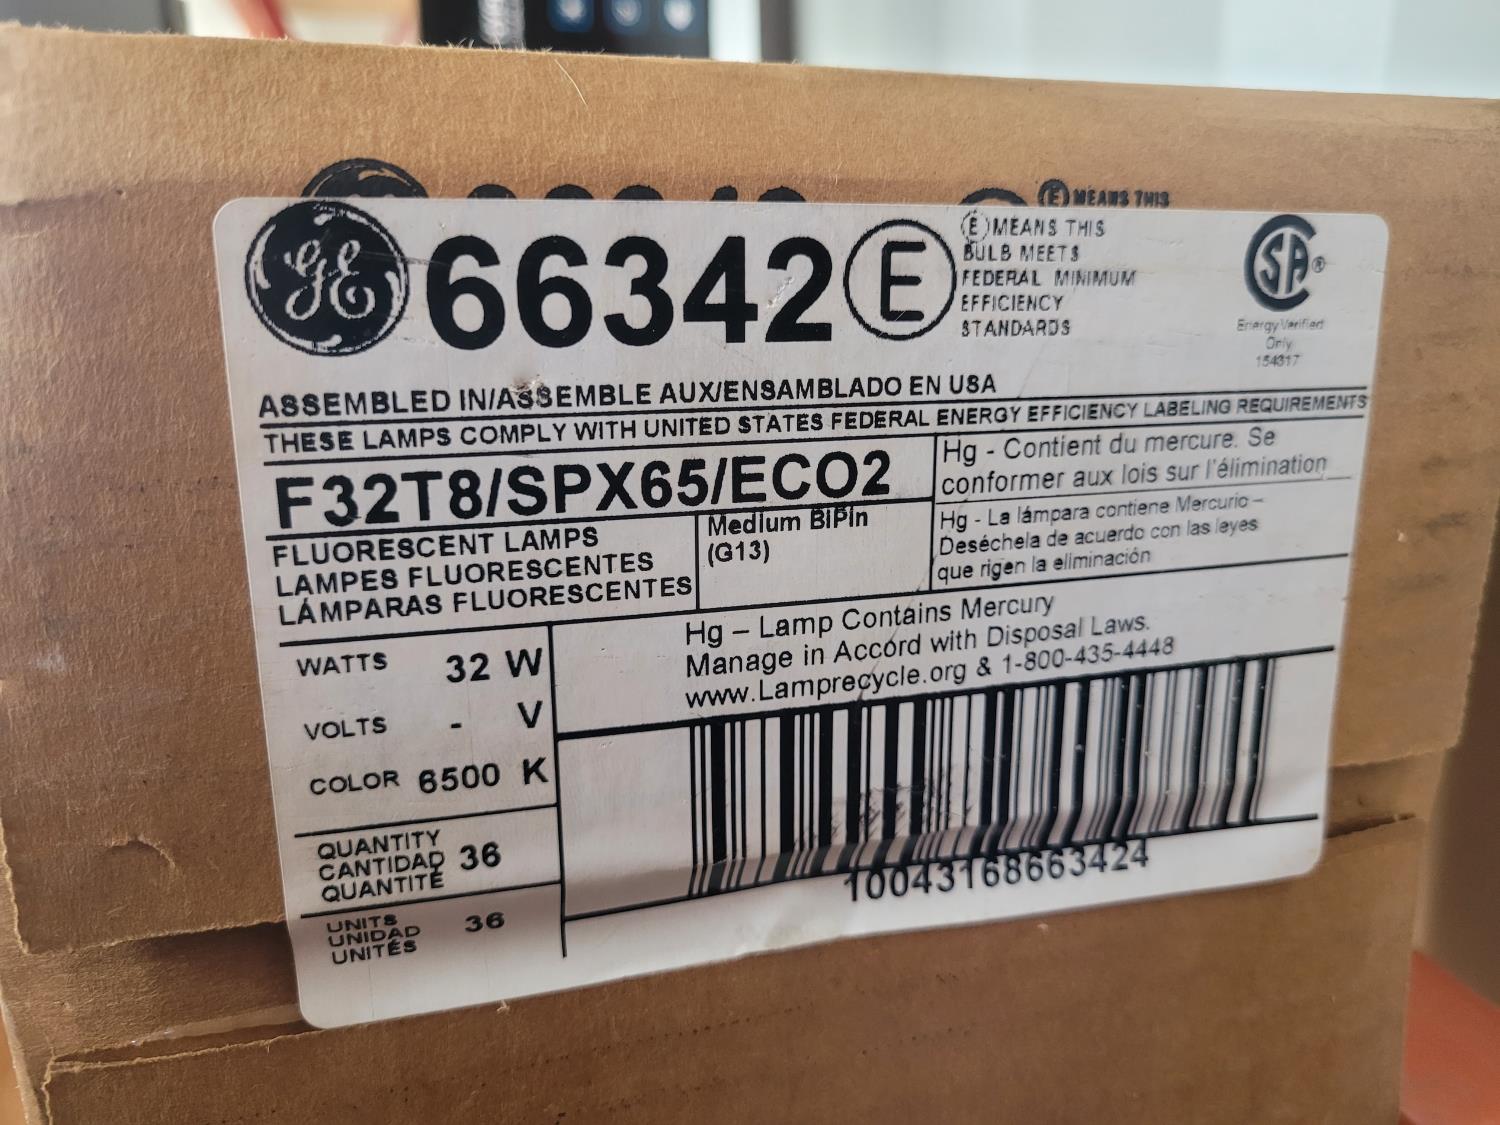 (E) MEANS THIS
GE
66342 E
(E) MEANS THIS
BULB MEETS
FEDERAL MINIMUM
EFFICIENCY
STANDARDS
SA®
Energy Verified
Only
154317
ASSEMBLED IN/ASSEMBLE AUX/ENSAMBLADO EN USA
THESE LAMPS COMPLY WITH UNITED STATES FEDERAL ENERGY EFFICIENCY LABELING REQUIREMENTS
F32T8/SPX65/ECO2
FLUORESCENT LAMPS
LAMPES FLUORESCENTES
LÁMPARAS FLUORESCENTES
Medium BiPin
(G13)
Hg - Contient du mercure. Se
conformer aux lois sur l'élimination
Hg - La lámpara contiene Mercurio –
Deséchela de acuerdo con las leyes
que rigen la eliminación
Hg – Lamp Contains Mercury
Manage in Accord with Disposal Laws.
www.Lamprecycle.org & 1-800-435-4448
WATTS 32 W
VOLTS - V
COLOR 6500 K
QUANTITY
CANTIDAD 36
QUANTITÉ
UNITS
UNIDAD 36
UNITÉS
10043168663424